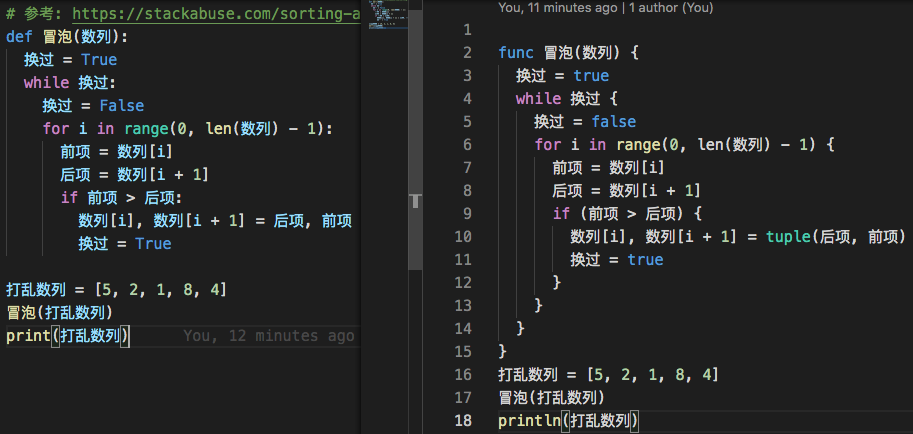 # 参考: https://stackabuse.com/sorting-a
def 冒泡(数列):
换过 = True
while 换过:
换过 = False
for i in range(0, len(数列) - 1):
前项 = 数列[i]
后项 = 数列[i + 1]
if 前项 > 后项:
数列[i], 数列[i + 1] = 后项, 前项
换过 = True
打乱数列 = [5, 2, 1, 8, 4]
冒泡(打乱数列)
print(打乱数列) You, 12 minutes ago
You, 11 minutes ago | 1 author (You)
1
2 func 冒泡(数列) {
3 换过 = true
4 while 换过 {
5 换过 = false
6 for i in range(0, len(数列) - 1) {
7 前项 = 数列[i]
8 后项 = 数列[i + 1]
9 if (前项 > 后项) {
10 数列[i], 数列[i + 1] = tuple(后项, 前项)
11 换过 = true
12 }
13 }
14 }
15 }
16 打乱数列 = [5, 2, 1, 8, 4]
17 冒泡(打乱数列)
18 println(打乱数列)